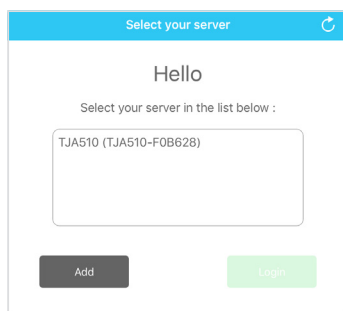 Select your server
Hello
Select your server in the list below :
TJA510 (TJA510-F0B628)
Add
Login